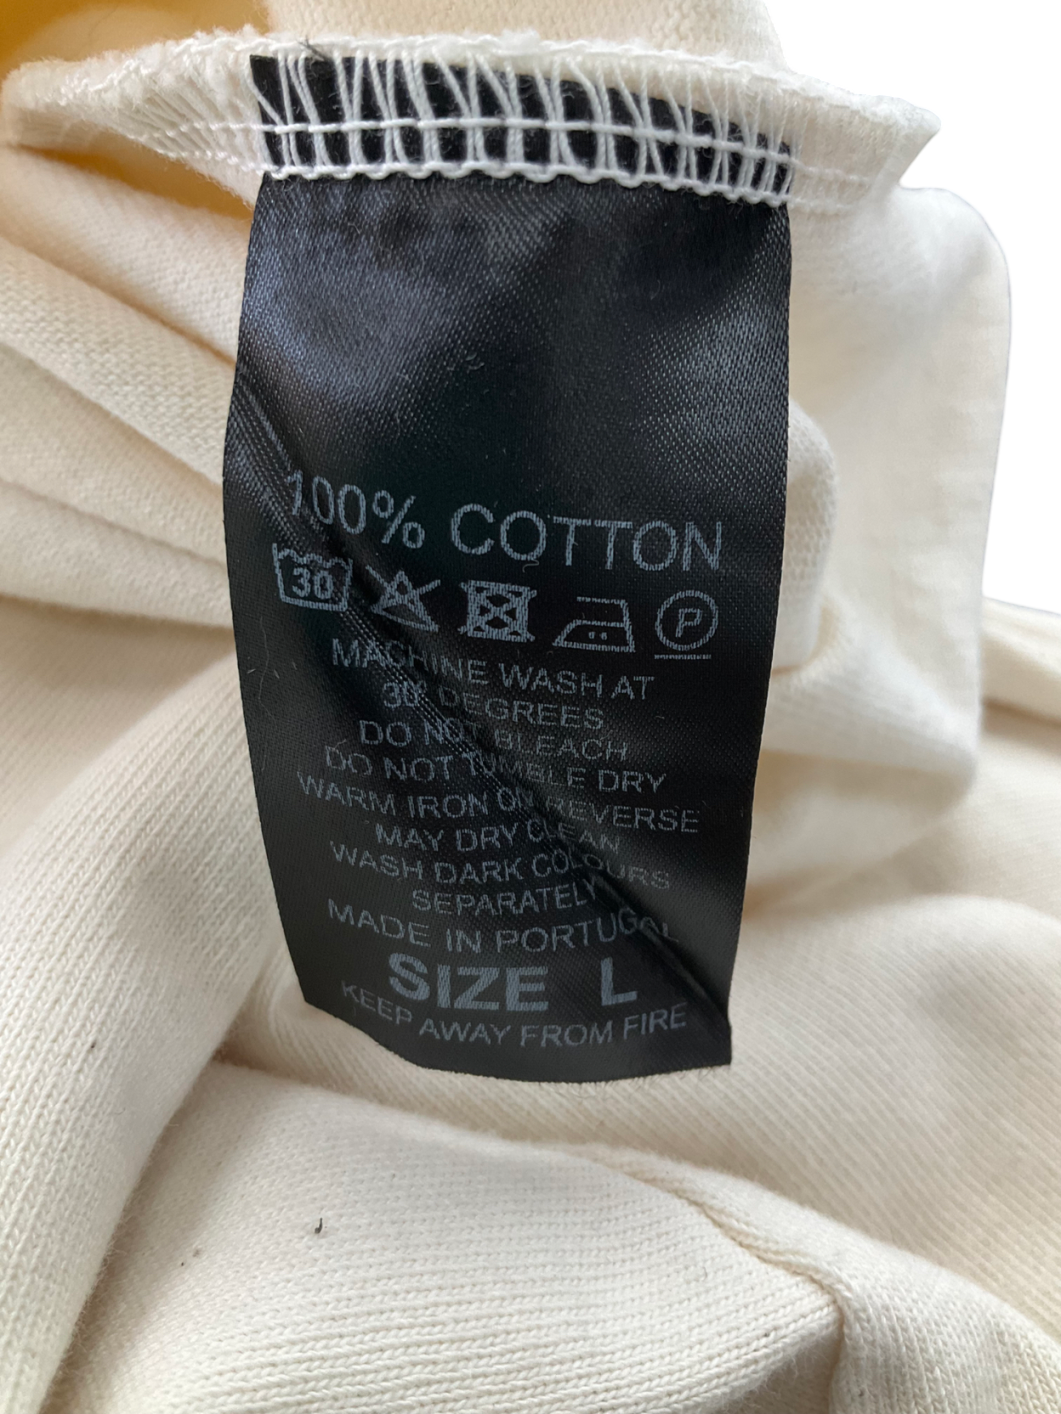 100% COTTON
30 P
MACHINE WASH AT
30° DEGREES
DO NOT BLEACH
DO NOT TUMBLE DRY
WARM IRON ON REVERSE
MAY DRY CLEAN
WASH DARK COLOURS
SEPARATELY
MADE IN PORTUGAL
SIZE L
KEEP AWAY FROM FIRE